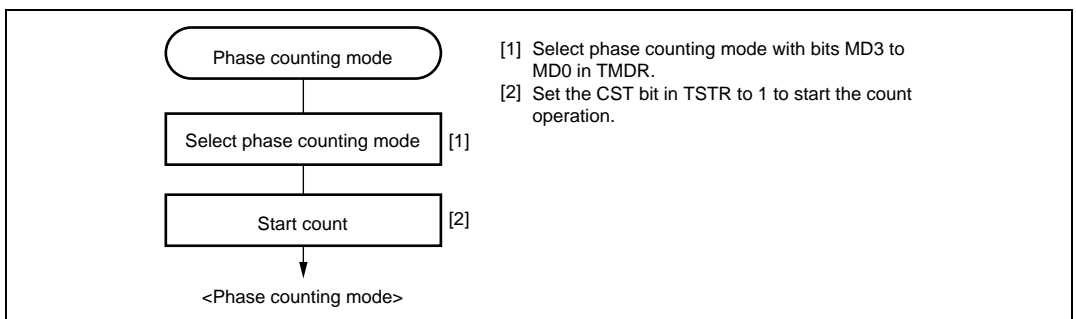 Phase counting mode
Select phase counting mode [1]
Start count [2]
<Phase counting mode>
[1] Select phase counting mode with bits MD3 to
MD0 in TMDR.
[2] Set the CST bit in TSTR to 1 to start the count
operation.